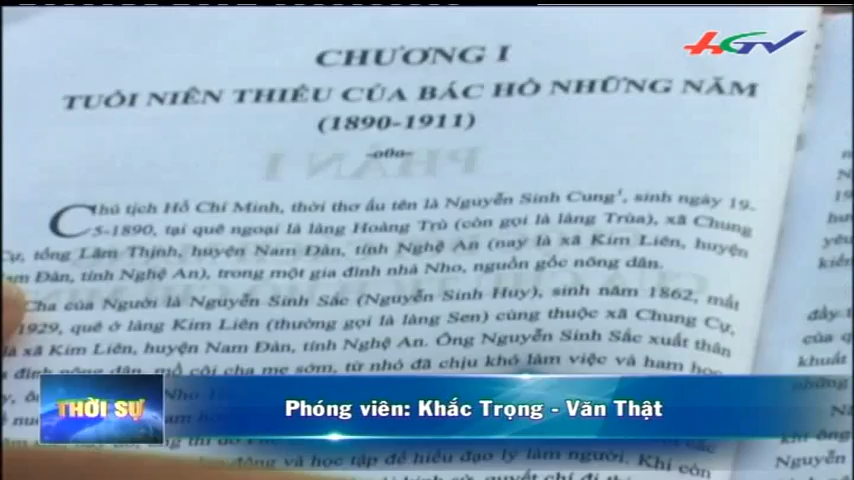 HGTV
CHƯƠNG I
TUỔI NIÊN THIẾU CỦA BÁC HỒ NHỮNG NĂM
(1890-1911)
-o0o-
Chủ tịch Hồ Chí Minh, thời thơ ấu tên là Nguyễn Sinh Cung¹, sinh ngày 19-
5-1890, tại quê ngoại là làng Hoàng Trù (còn gọi là làng Trùa), xã Chung
Cự, tổng Lâm Thịnh, huyện Nam Đàn, tỉnh Nghệ An (nay là xã Kim Liên, huyện
Đàn, tỉnh Nghệ An), trong một gia đình nhà Nho, nguồn gốc nông dân.
Cha của Người là Nguyễn Sinh Sắc (Nguyễn Sinh Huy), sinh năm 1862, mất
1929, quê ở làng Kim Liên (thường gọi là làng Sen) cùng thuộc xã Chung Cự,
là xã Kim Liên, huyện Nam Đàn, tỉnh Nghệ An. Ông Nguyễn Sinh Sắc xuất thân
đình nông dân, mồ côi cha mẹ sớm, từ nhỏ đã chịu khó làm việc và ham học
THỜI SỰ
Phóng viên: Khắc Trọng - Văn Thật
động và học tập để hiểu đạo lý làm người. Khi còn